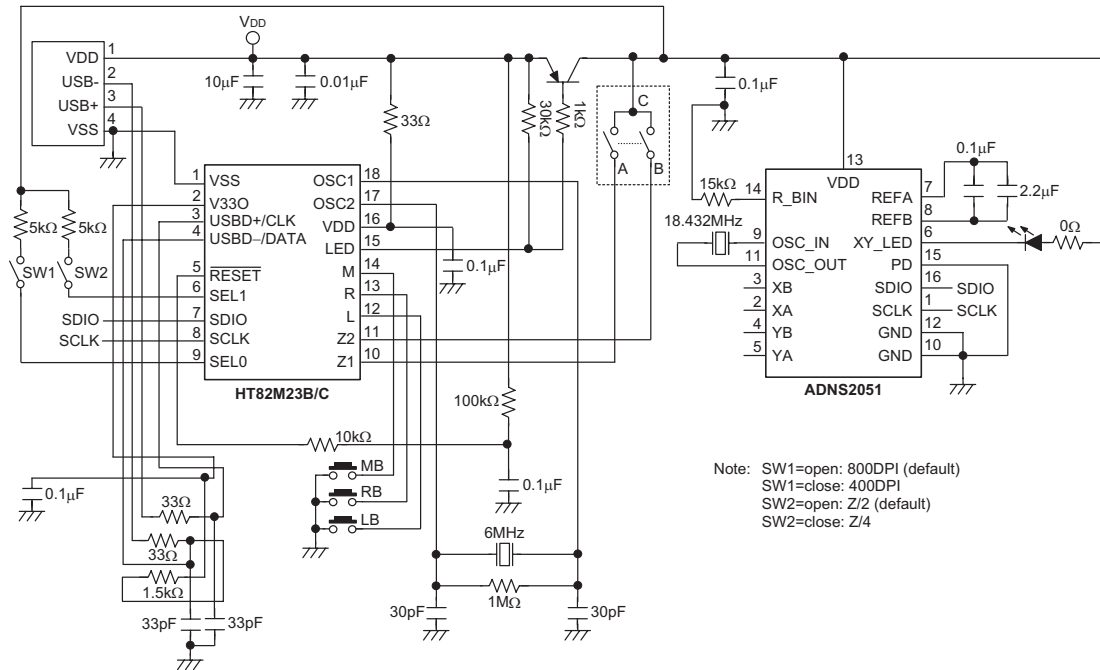 VDD
VDD 1
USB- 2
USB+ 3
VSS 4
10μF
0.01μF
33Ω
30kΩ
1kΩ
C
A
B
0.1μF
5kΩ
5kΩ
SW1
SW2
SDIO
SCLK
1 VSS
2 V33O
3 USBD+/CLK
4 USBD–/DATA
5 RESET
6 SEL1
7 SDIO
8 SCLK
9 SEL0
OSC1 18
OSC2 17
VDD 16
LED 15
M 14
R 13
L 12
Z2 11
Z1 10
HT82M23B/C
0.1μF
15kΩ
18.432MHz
13
VDD
14 R_BIN
9 OSC_IN
11 OSC_OUT
3 XB
2 XA
4 YB
5 YA
REFA 7
REFB 8
XY_LED 6
PD 15
SDIO 16 SDIO
SCLK 1 SCLK
GND 12
GND 10
ADNS2051
0.1μF
2.2μF
0Ω
100kΩ
10kΩ
MB
RB
LB
0.1μF
0.1μF
33Ω
33Ω
1.5kΩ
33pF
33pF
6MHz
1MΩ
30pF
30pF
Note: SW1=open: 800DPI (default)
SW1=close: 400DPI
SW2=open: Z/2 (default)
SW2=close: Z/4